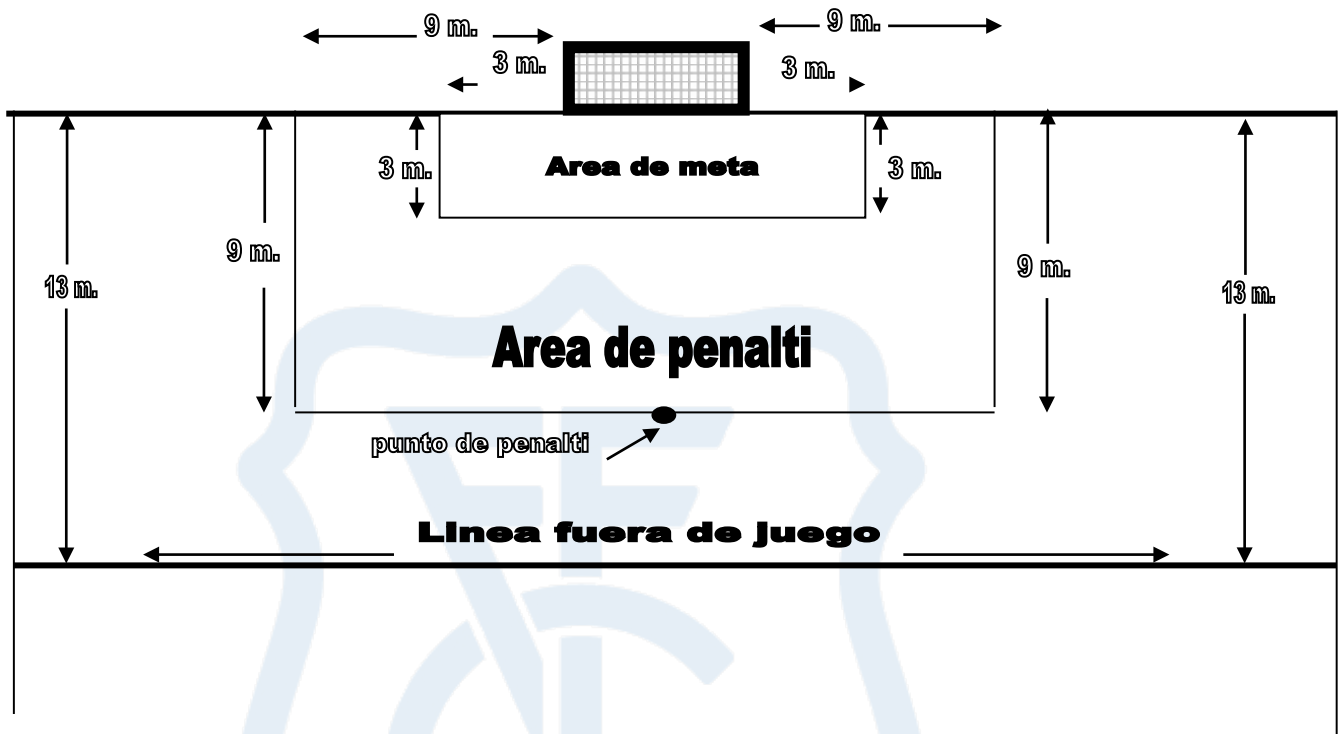 9 m.
9 m.
3 m.
3 m.
3 m.
Area de meta
3 m.
9 m.
9 m.
13 m.
13 m.
Area de penalti
punto de penalti
Linea fuera de juego